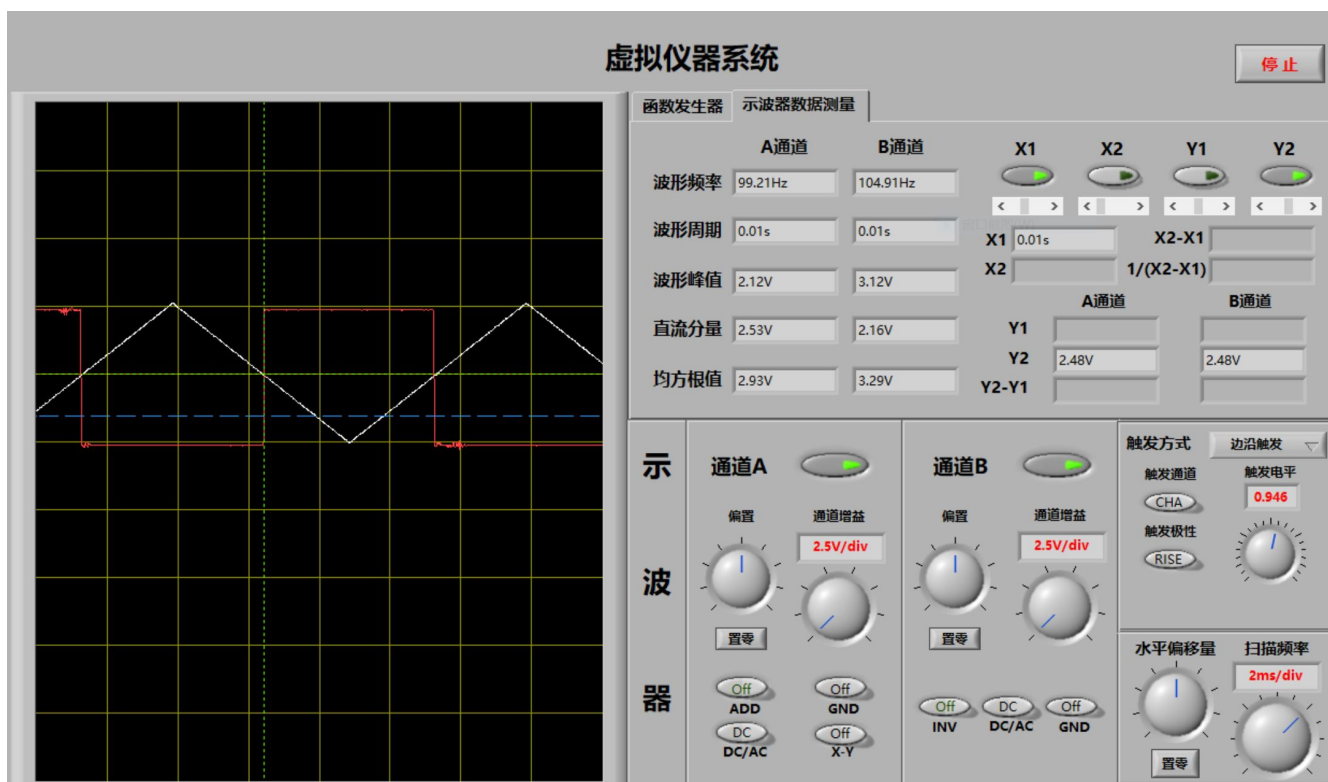 虚拟仪器系统
停止
函数发生器 示波器数据测量
A通道 B通道 X1 X2 Y1 Y2
波形频率 99.21Hz 104.91Hz
波形周期 0.01s 0.01s
X1 0.01s X2-X1
X2 1/(X2-X1)
波形峰值 2.12V 3.12V
A通道 B通道
直流分量 2.53V 2.16V
Y1
Y2 2.48V 2.48V
均方根值 2.93V 3.29V
Y2-Y1
示波器
通道A
偏置 通道增益
2.5V/div
置零
Off Off
ADD GND
DC Off
DC/AC X-Y
通道B
偏置 通道增益
2.5V/div
置零
Off DC Off
INV DC/AC GND
触发方式 边沿触发
触发通道 触发电平
CHA 0.946
触发极性
RISE
水平偏移量 扫描频率
2ms/div
置零